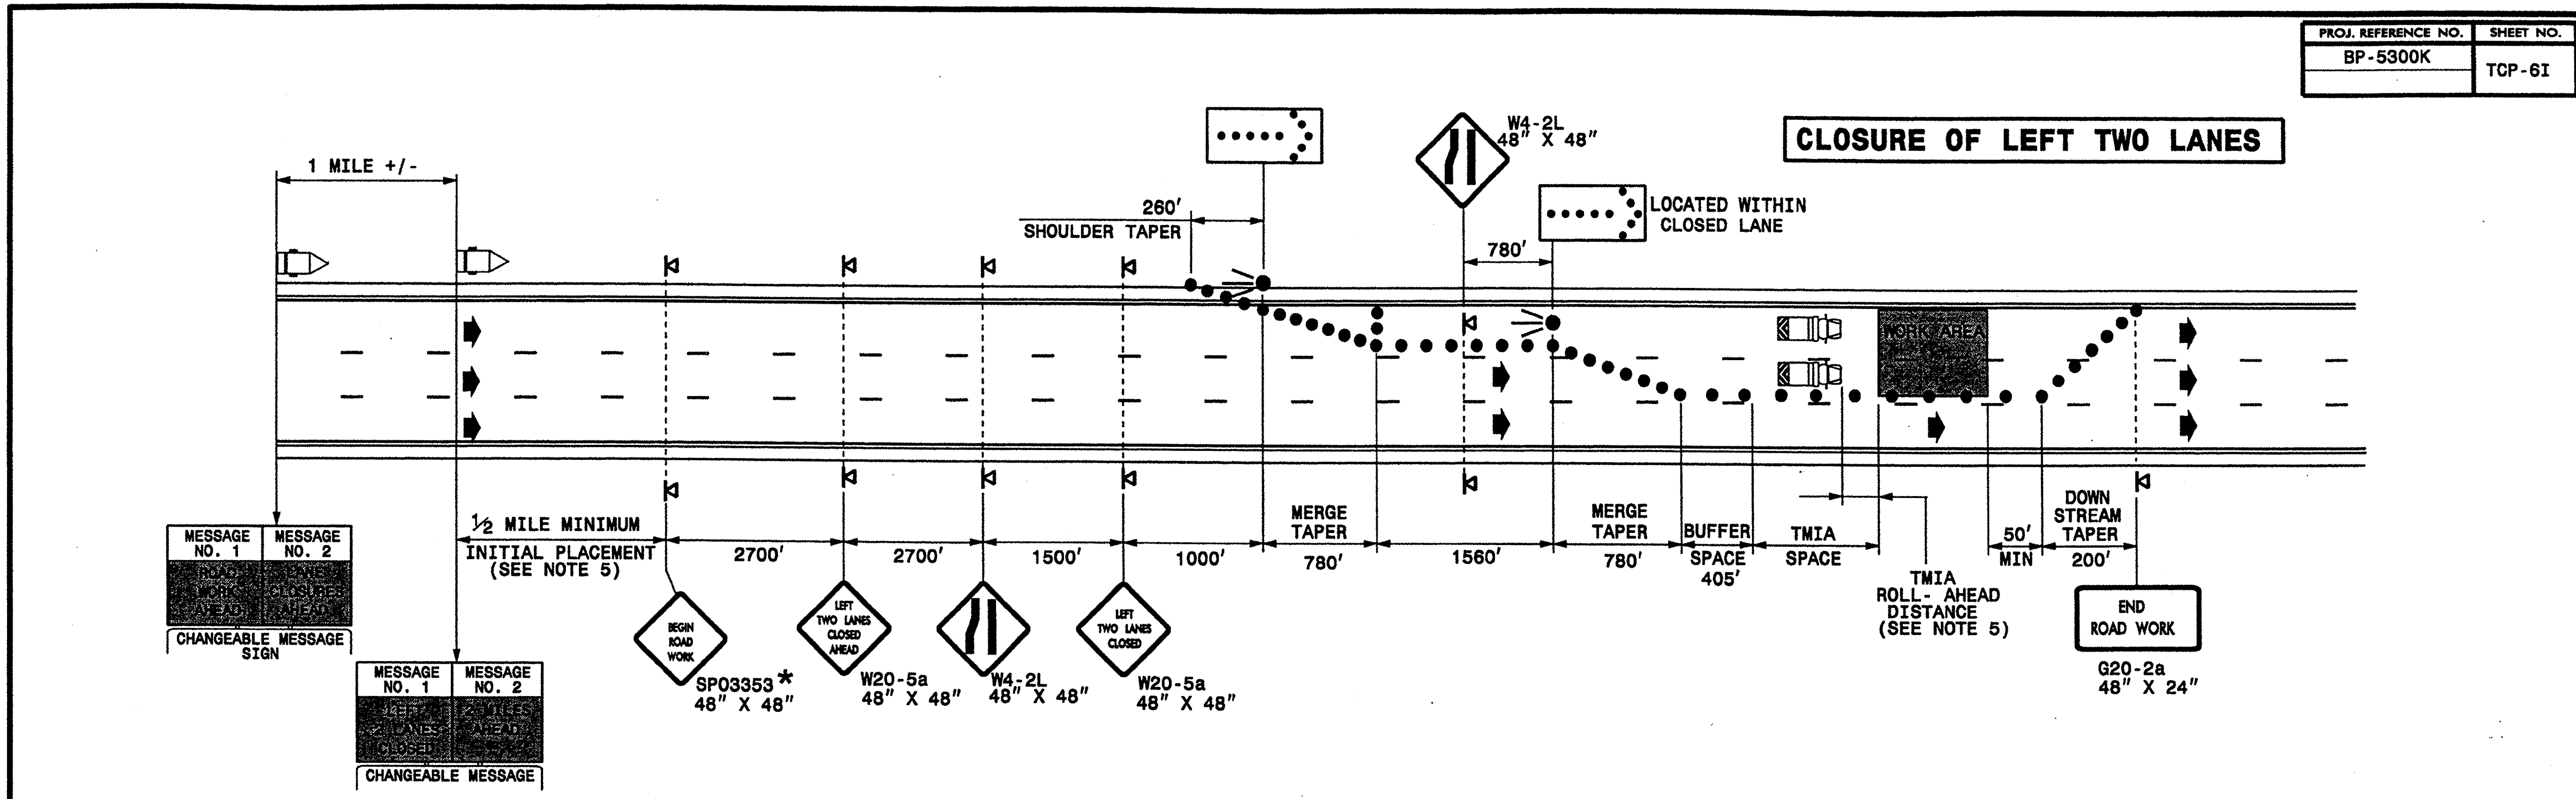 PROJ. REFERENCE NO. SHEET NO.
BP-5300K
TCP-6I
CLOSURE OF LEFT TWO LANES
1 MILE +/-
W4-2L
48" X 48"
260'
SHOULDER TAPER
LOCATED WITHIN
CLOSED LANE
780'
WORK AREA
½ MILE MINIMUM
INITIAL PLACEMENT
(SEE NOTE 5)
2700'
2700'
1500'
1000'
MERGE
TAPER
780'
1560'
MERGE
TAPER
780'
BUFFER
SPACE
405'
TMIA
SPACE
TMIA
ROLL- AHEAD
DISTANCE
(SEE NOTE 5)
50'
MIN
DOWN
STREAM
TAPER
200'
MESSAGE NO. 1
MESSAGE NO. 2
ROAD
WORK
AHEAD
LANE
CLOSURES
AHEAD
CHANGEABLE MESSAGE
SIGN
MESSAGE NO. 1
MESSAGE NO. 2
LEFT
2 LANES
CLOSED
2 MILES
AHEAD
CHANGEABLE MESSAGE
BEGIN
ROAD
WORK
SP03353*
48" X 48"
LEFT
TWO LANES
CLOSED
AHEAD
W20-5a
48" X 48"
W4-2L
48" X 48"
LEFT
TWO LANES
CLOSED
W20-5a
48" X 48"
END
ROAD WORK
G20-2a
48" X 24"